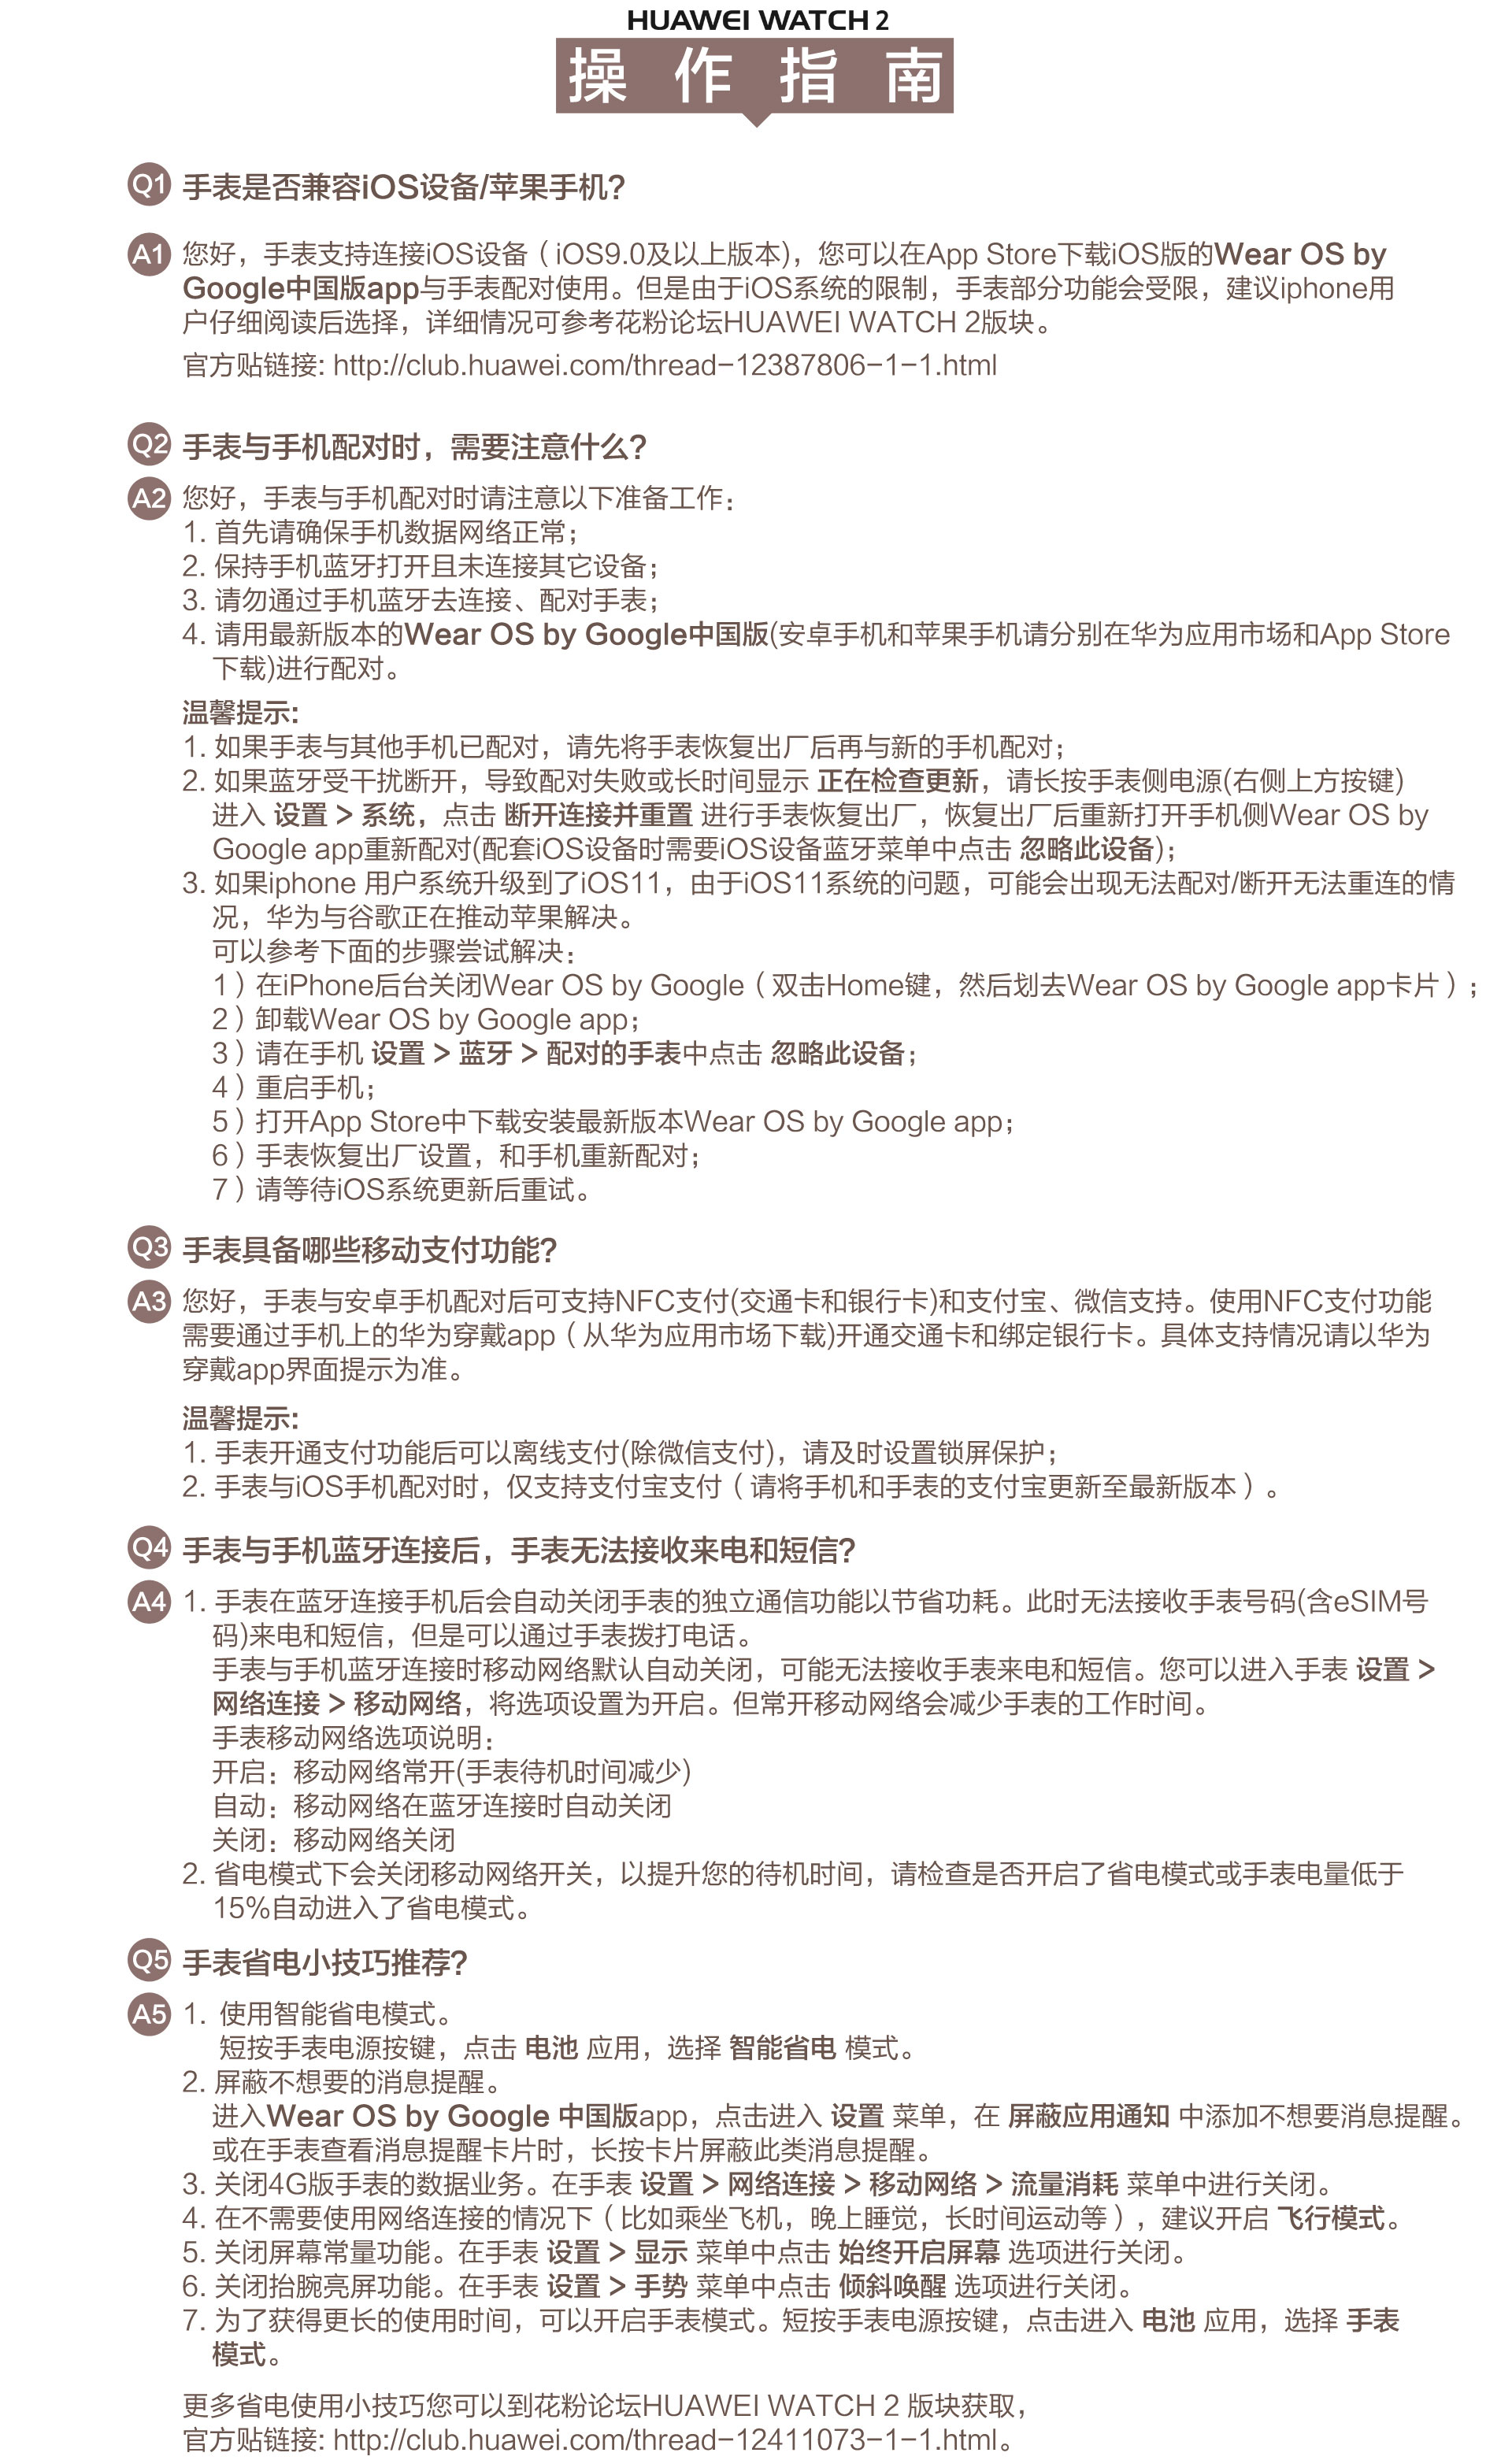 HUAWEI WATCH 2
操作指南
Q1 手表是否兼容iOS设备/苹果手机?
A1 您好，手表支持连接iOS设备（iOS9.0及以上版本)，您可以在App Store下载iOS版的Wear OS by
Google中国版app与手表配对使用。但是由于iOS系统的限制，手表部分功能会受限，建议iphone用
户仔细阅读后选择，详细情况可参考花粉论坛HUAWEI WATCH 2版块。
官方贴链接: http://club.huawei.com/thread-12387806-1-1.html
Q2 手表与手机配对时，需要注意什么?
A2 您好，手表与手机配对时请注意以下准备工作：
1. 首先请确保手机数据网络正常；
2. 保持手机蓝牙打开且未连接其它设备；
3. 请勿通过手机蓝牙去连接、配对手表；
4. 请用最新版本的Wear OS by Google中国版(安卓手机和苹果手机请分别在华为应用市场和App Store
下载)进行配对。
温馨提示:
1. 如果手表与其他手机已配对，请先将手表恢复出厂后再与新的手机配对；
2. 如果蓝牙受干扰断开，导致配对失败或长时间显示 正在检查更新，请长按手表侧电源(右侧上方按键)
进入 设置 > 系统，点击 断开连接并重置 进行手表恢复出厂，恢复出厂后重新打开手机侧Wear OS by
Google app重新配对(配套iOS设备时需要iOS设备蓝牙菜单中点击 忽略此设备)；
3. 如果iphone 用户系统升级到了iOS11，由于iOS11系统的问题，可能会出现无法配对/断开无法重连的情
况，华为与谷歌正在推动苹果解决。
可以参考下面的步骤尝试解决：
1）在iPhone后台关闭Wear OS by Google（双击Home键，然后划去Wear OS by Google app卡片）；
2）卸载Wear OS by Google app；
3）请在手机 设置 > 蓝牙 > 配对的手表中点击 忽略此设备；
4）重启手机；
5）打开App Store中下载安装最新版本Wear OS by Google app；
6）手表恢复出厂设置，和手机重新配对；
7）请等待iOS系统更新后重试。
Q3 手表具备哪些移动支付功能?
A3 您好，手表与安卓手机配对后可支持NFC支付(交通卡和银行卡)和支付宝、微信支持。使用NFC支付功能
需要通过手机上的华为穿戴app（从华为应用市场下载)开通交通卡和绑定银行卡。具体支持情况请以华为
穿戴app界面提示为准。
温馨提示:
1. 手表开通支付功能后可以离线支付(除微信支付)，请及时设置锁屏保护；
2. 手表与iOS手机配对时，仅支持支付宝支付（请将手机和手表的支付宝更新至最新版本）。
Q4 手表与手机蓝牙连接后，手表无法接收来电和短信?
A4 1. 手表在蓝牙连接手机后会自动关闭手表的独立通信功能以节省功耗。此时无法接收手表号码(含eSIM号
码)来电和短信，但是可以通过手表拨打电话。
手表与手机蓝牙连接时移动网络默认自动关闭，可能无法接收手表来电和短信。您可以进入手表 设置 >
网络连接 > 移动网络，将选项设置为开启。但常开移动网络会减少手表的工作时间。
手表移动网络选项说明：
开启：移动网络常开(手表待机时间减少)
自动：移动网络在蓝牙连接时自动关闭
关闭：移动网络关闭
2. 省电模式下会关闭移动网络开关，以提升您的待机时间，请检查是否开启了省电模式或手表电量低于
15%自动进入了省电模式。
Q5 手表省电小技巧推荐?
A5 1. 使用智能省电模式。
短按手表电源按键，点击 电池 应用，选择 智能省电 模式。
2. 屏蔽不想要的消息提醒。
进入Wear OS by Google 中国版app，点击进入 设置 菜单，在 屏蔽应用通知 中添加不想要消息提醒。
或在手表查看消息提醒卡片时，长按卡片屏蔽此类消息提醒。
3. 关闭4G版手表的数据业务。在手表 设置 > 网络连接 > 移动网络 > 流量消耗 菜单中进行关闭。
4. 在不需要使用网络连接的情况下（比如乘坐飞机，晚上睡觉，长时间运动等），建议开启 飞行模式。
5. 关闭屏幕常量功能。在手表 设置 > 显示 菜单中点击 始终开启屏幕 选项进行关闭。
6. 关闭抬腕亮屏功能。在手表 设置 > 手势 菜单中点击 倾斜唤醒 选项进行关闭。
7. 为了获得更长的使用时间，可以开启手表模式。短按手表电源按键，点击进入 电池 应用，选择 手表
模式。
更多省电使用小技巧您可以到花粉论坛HUAWEI WATCH 2 版块获取，
官方贴链接: http://club.huawei.com/thread-12411073-1-1.html。